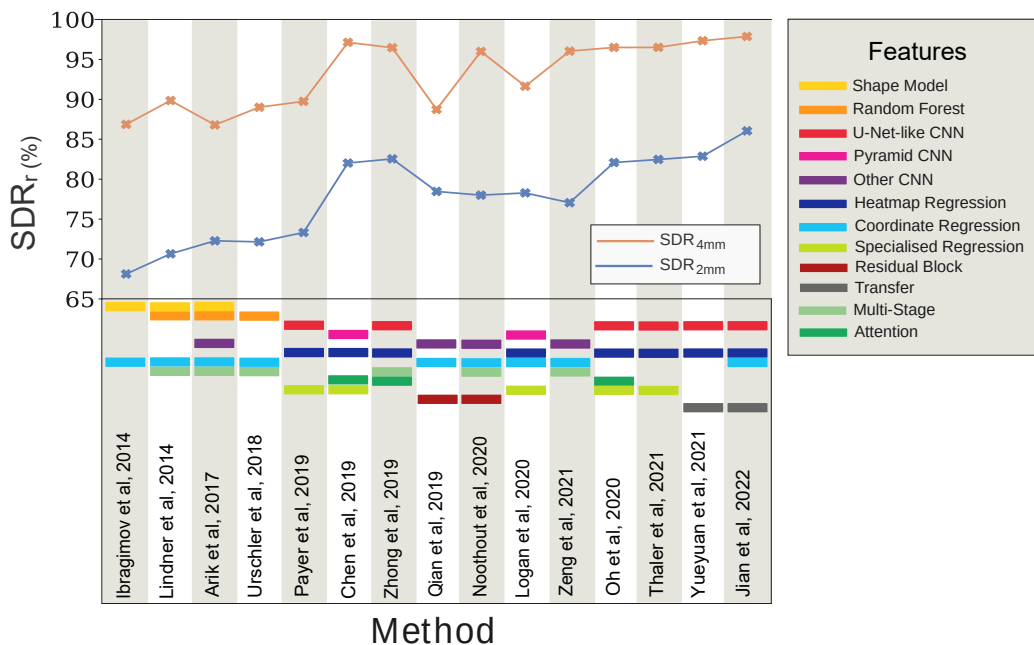 100
95
90
85
80
75
70
65
SDRr (%)
SDR4mm
SDR2mm
Features
Shape Model
Random Forest
U-Net-like CNN
Pyramid CNN
Other CNN
Heatmap Regression
Coordinate Regression
Specialised Regression
Residual Block
Transfer
Multi-Stage
Attention
Ibragimov et al, 2014
Lindner et al, 2014
Arik et al, 2017
Urschler et al, 2018
Payer et al, 2019
Chen et al, 2019
Zhong et al, 2019
Qian et al, 2019
Noothout et al, 2020
Logan et al, 2020
Zeng et al, 2021
Oh et al, 2020
Thaler et al, 2021
Yueyuan et al, 2021
Jian et al, 2022
Method